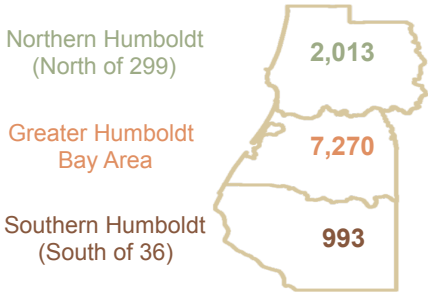 Northern Humboldt
(North of 299)
2,013
Greater Humboldt
Bay Area
7,270
Southern Humboldt
(South of 36)
993